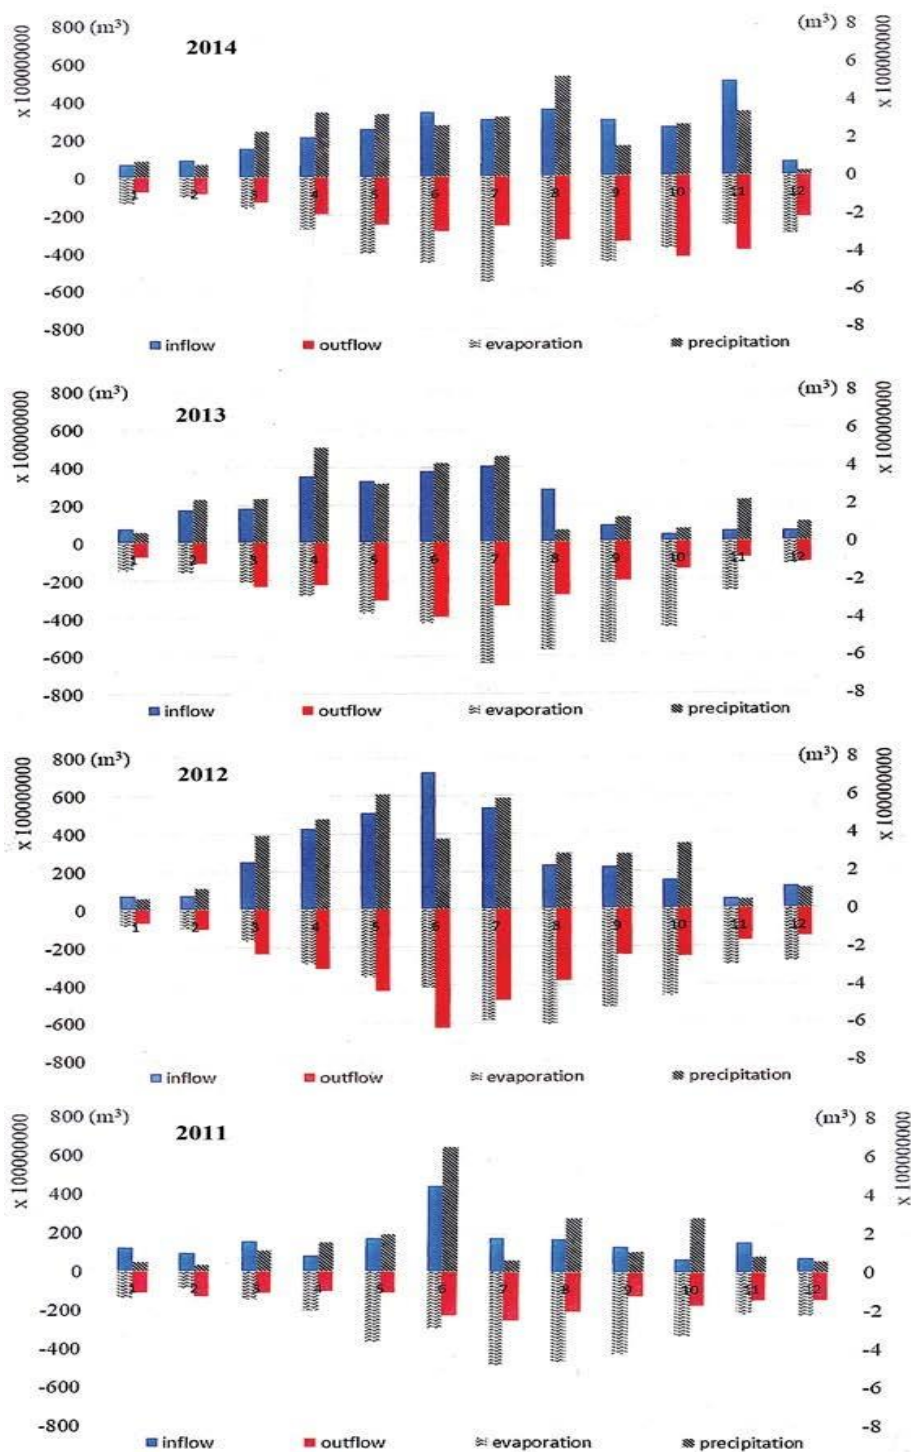 800 (m³) (m³) 8
x 100000000 2014 x 100000000
600 6
400 4
200 2
0 0
1 2 3 4 5 6 7 8 9 10 11 12
-200 -2
-400 -4
-600 -6
-800 -8
inflow outflow evaporation precipitation
800 (m³) (m³) 8
x 100000000 2013 x 100000000
600 6
400 4
200 2
0 0
1 2 3 4 5 6 7 8 9 10 11 12
-200 -2
-400 -4
-600 -6
-800 -8
inflow outflow evaporation precipitation
800 (m³) (m³) 8
x 100000000 2012 x 100000000
600 6
400 4
200 2
0 0
1 2 3 4 5 6 7 8 9 10 11 12
-200 -2
-400 -4
-600 -6
-800 -8
inflow outflow evaporation precipitation
800 (m³) (m³) 8
x 100000000 2011 x 100000000
600 6
400 4
200 2
0 0
1 2 3 4 5 6 7 8 9 10 11 12
-200 -2
-400 -4
-600 -6
-800 -8
inflow outflow evaporation precipitation